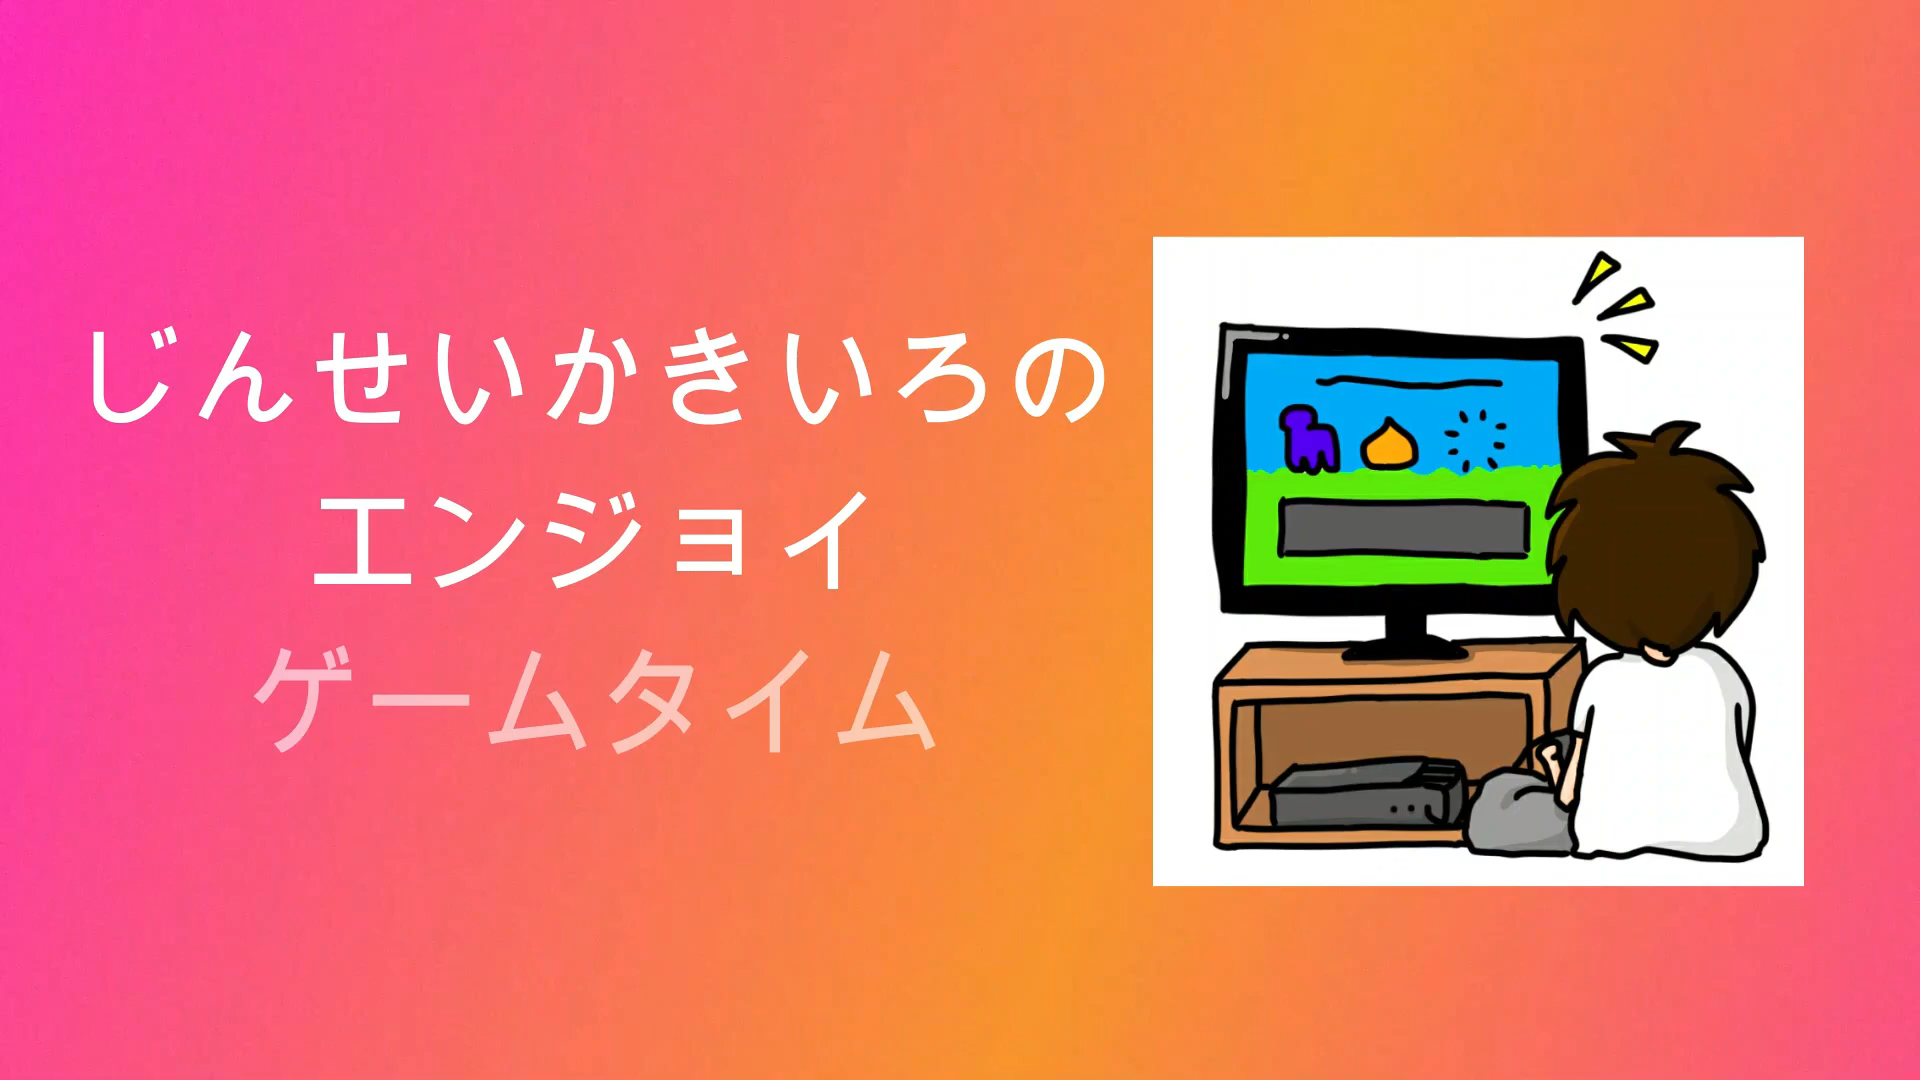 じんせいかきいろの
エンジョイ
ゲームタイム